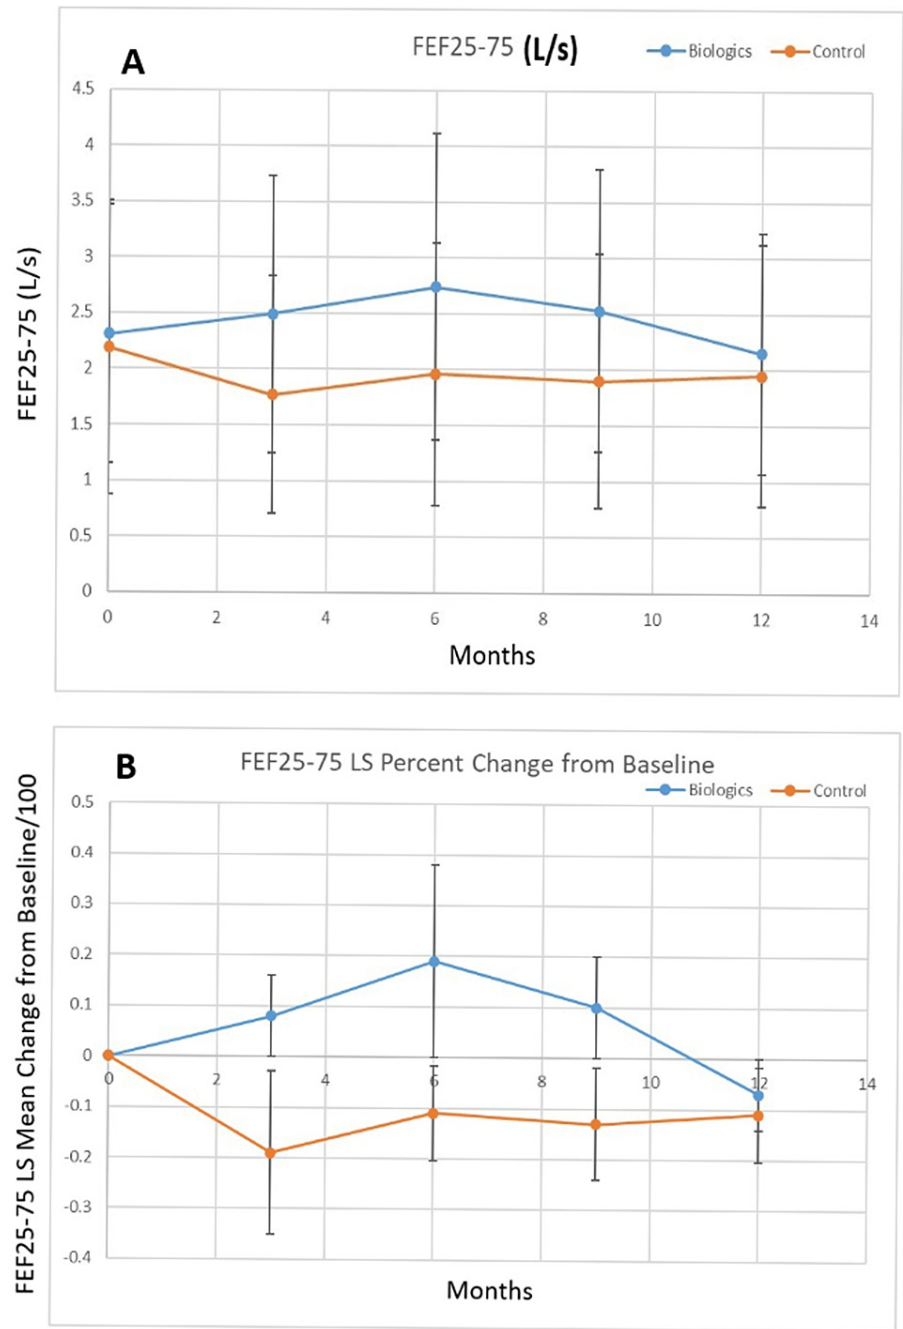 A
FEF25-75 (L/s)
Biologics
Control
FEF25-75 (L/s)
4.5
4
3.5
3
2.5
2
1.5
1
0.5
0
0 2 4 6 8 10 12 14
Months
B
FEF25-75 LS Percent Change from Baseline
Biologics
Control
FEF25-75 LS Mean Change from Baseline/100
0.5
0.4
0.3
0.2
0.1
0
0 2 4 6 8 10 12 14
-0.1
-0.2
-0.3
-0.4
Months